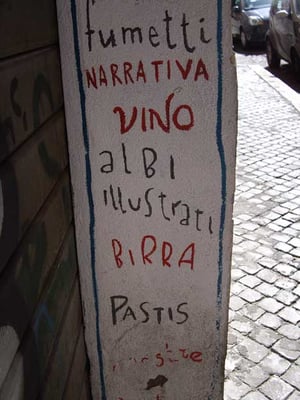 fumetti
NARRATIVA
VINO
alBi
illustrati
BIRRA
PASTIS